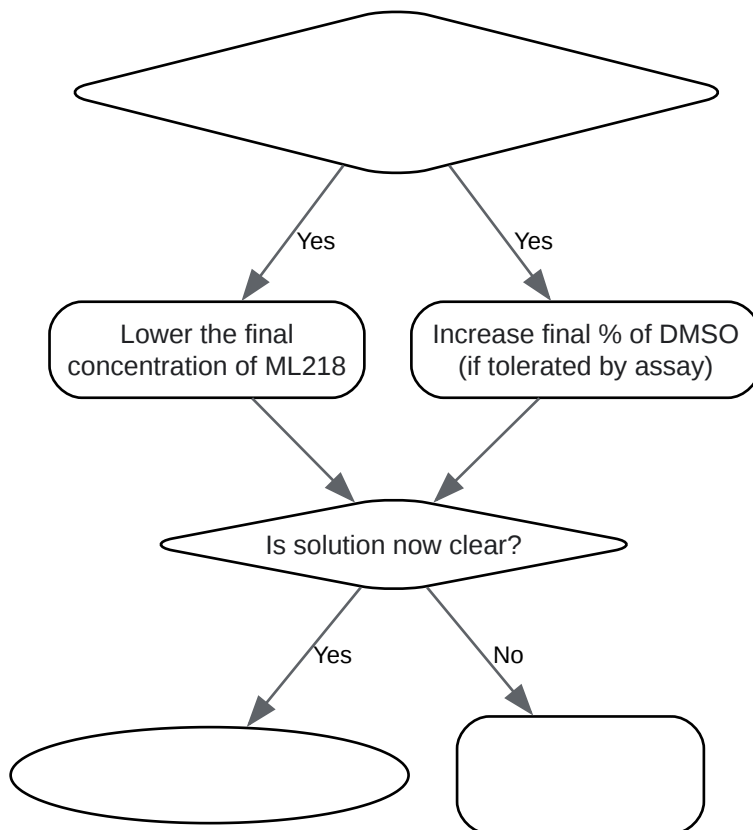 Yes
Yes
Lower the final
concentration of ML218
Increase final % of DMSO
(if tolerated by assay)
Is solution now clear?
Yes
No